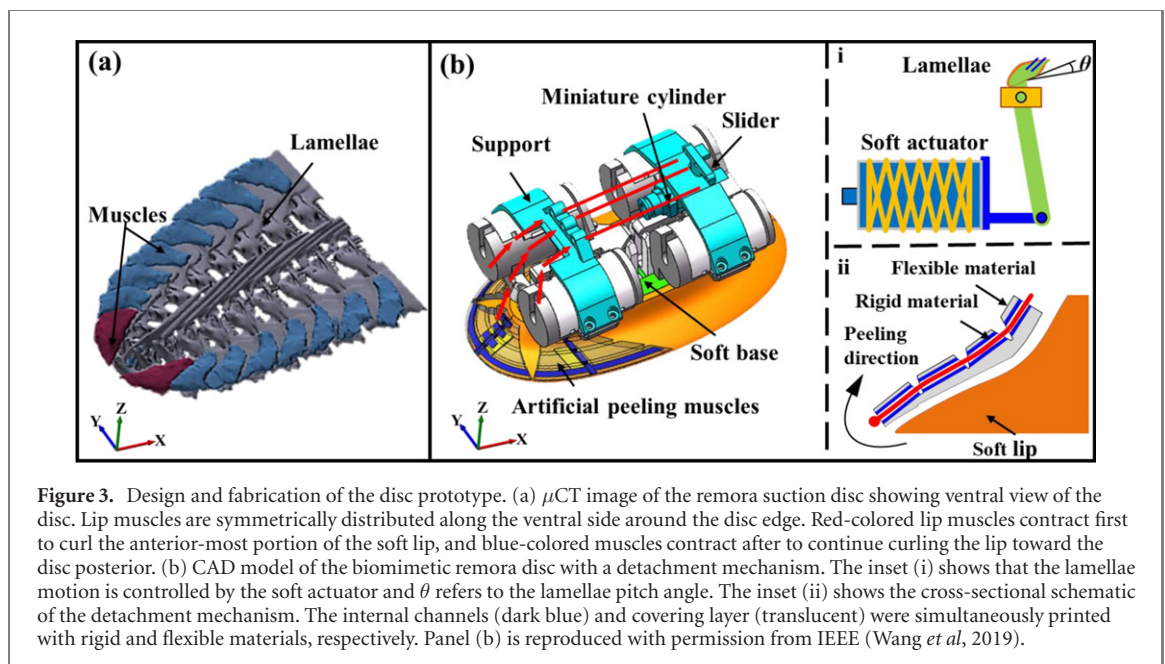 (a)
Lamellae
Muscles
Z
Y
X
(b)
Miniature cylinder
Slider
Support
Soft base
Artificial peeling muscles
Z
Y
X
i
Lamellae
θ
Soft actuator
ii
Flexible material
Rigid material
Peeling
direction
Soft lip
Figure 3. Design and fabrication of the disc prototype. (a) μCT image of the remora suction disc showing ventral view of the
disc. Lip muscles are symmetrically distributed along the ventral side around the disc edge. Red-colored lip muscles contract first
to curl the anterior-most portion of the soft lip, and blue-colored muscles contract after to continue curling the lip toward the
disc posterior. (b) CAD model of the biomimetic remora disc with a detachment mechanism. The inset (i) shows that the lamellae
motion is controlled by the soft actuator and θ refers to the lamellae pitch angle. The inset (ii) shows the cross-sectional schematic
of the detachment mechanism. The internal channels (dark blue) and covering layer (translucent) were simultaneously printed
with rigid and flexible materials, respectively. Panel (b) is reproduced with permission from IEEE (Wang et al, 2019).